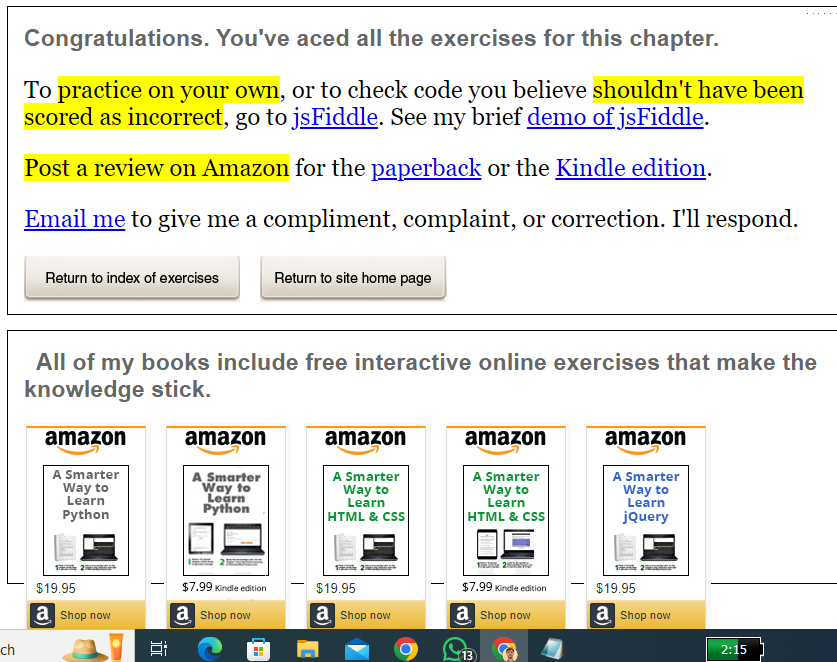 Congratulations. You've aced all the exercises for this chapter.
To practice on your own, or to check code you believe shouldn't have been
scored as incorrect, go to jsFiddle. See my brief demo of jsFiddle.
Post a review on Amazon for the paperback or the Kindle edition.
Email me to give me a compliment, complaint, or correction. I'll respond.
Return to index of exercises
Return to site home page
All of my books include free interactive online exercises that make the
knowledge stick.
amazon
A Smarter
Way to
Learn
Python
$19.95
a Shop now
amazon
A Smarter
Way to
Learn
Python
$7.99 Kindle edition
a Shop now
amazon
A Smarter
Way to
Learn
HTML & CSS
$19.95
a Shop now
amazon
A Smarter
Way to
Learn
HTML & CSS
$7.99 Kindle edition
a Shop now
amazon
A Smarter
Way to
Learn
jQuery
$19.95
a Shop now
ch
13
2:15